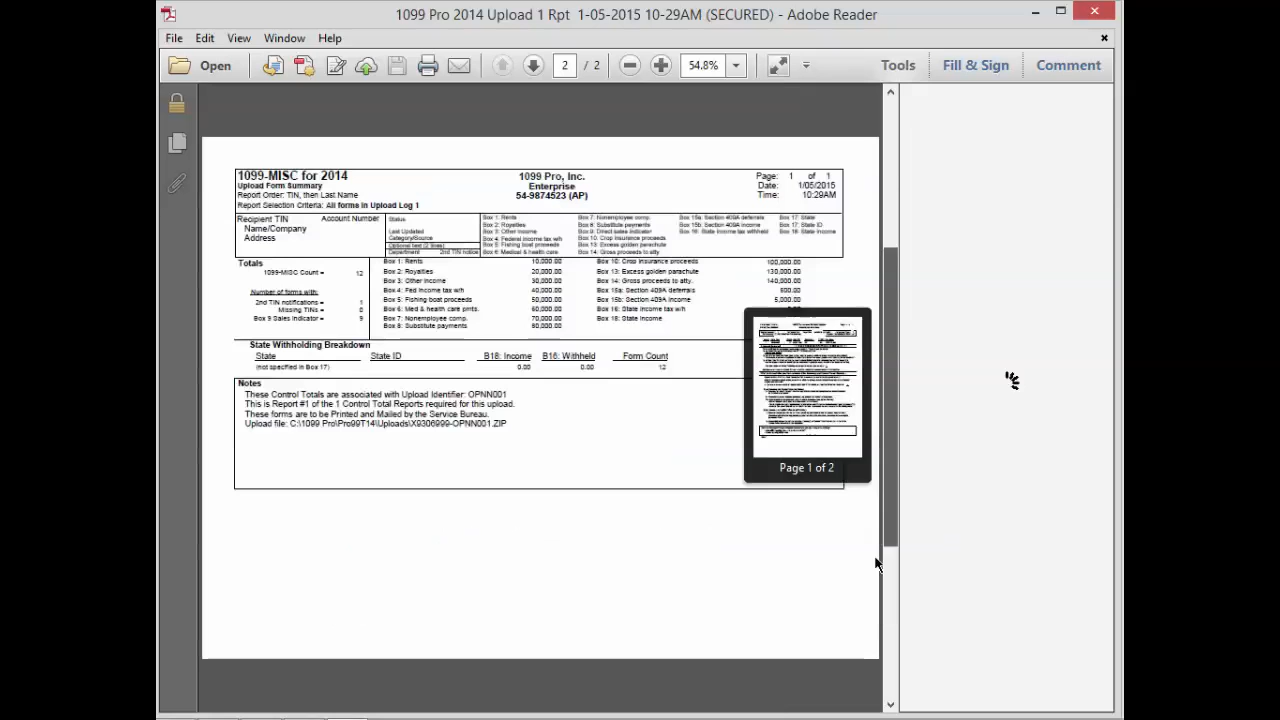 1099 Pro 2014 Upload 1 Rpt 1-05-2015 10-29AM (SECURED) - Adobe Reader
File Edit View Window Help
Open 2 / 2 54.8% Tools Fill & Sign Comment
1099-MISC for 2014 1099 Pro, Inc. Page: 1 of 1
Upload Form Summary Enterprise Date: 1/05/2015
Report Order: TIN, then Last Name 54-9874523 (AP) Time: 10:29AM
Report Selection Criteria: All forms in Upload Log 1
Recipient TIN Account Number Status Box 1: Rents Box 7: Nonemployee comp. Box 15a: Section 409A deferrals Box 17: State
Name/Company Box 2: Royalties Box 8: Substitute payments Box 15b: Section 409A income Box 17: State ID
Address Last Updated Box 3: Other income Box 9: Direct sales indicator Box 16: State income tax withheld Box 18: State income
Category/Source Box 4: Federal income tax w/h Box 10: Crop insurance proceeds
Optional text (2 lines) Box 5: Fishing boat proceeds Box 13: Excess golden parachute
Department 2nd TIN notice Box 6: Medical & health care Box 14: Gross proceeds to atty
Totals Box 1: Rents 10,000.00 Box 10: Crop insurance proceeds 100,000.00
1099-MISC Count = 12 Box 2: Royalties 20,000.00 Box 13: Excess golden parachute 130,000.00
Box 3: Other income 30,000.00 Box 14: Gross proceeds to atty. 140,000.00
Number of forms with: Box 4: Fed income tax w/h 40,000.00 Box 15a: Section 409A deferrals 
2nd TIN notifications = 1 Box 5: Fishing boat proceeds 50,000.00 Box 15b: Section 409A income 5,000.00
Missing TINs = 0 Box 6: Med & health care pmts. 60,000.00 Box 16: State income tax w/h
Box 9 Sales Indicator = 9 Box 7: Nonemployee comp. 70,000.00 Box 18: State income
Box 8: Substitute payments 80,000.00
State Withholding Breakdown
State State ID B18: Income B16: Withheld Form Count
(not specified in Box 17) 0.00 0.00 12
Notes
These Control Totals are associated with Upload Identifier: OPNN001
This is Report #1 of the 1 Control Total Reports required for this upload.
These forms are to be Printed and Mailed by the Service Bureau.
Upload file: C:\1099 Pro\Pro99T14\Uploads\X9306999-OPNN001.ZIP
Page 1 of 2